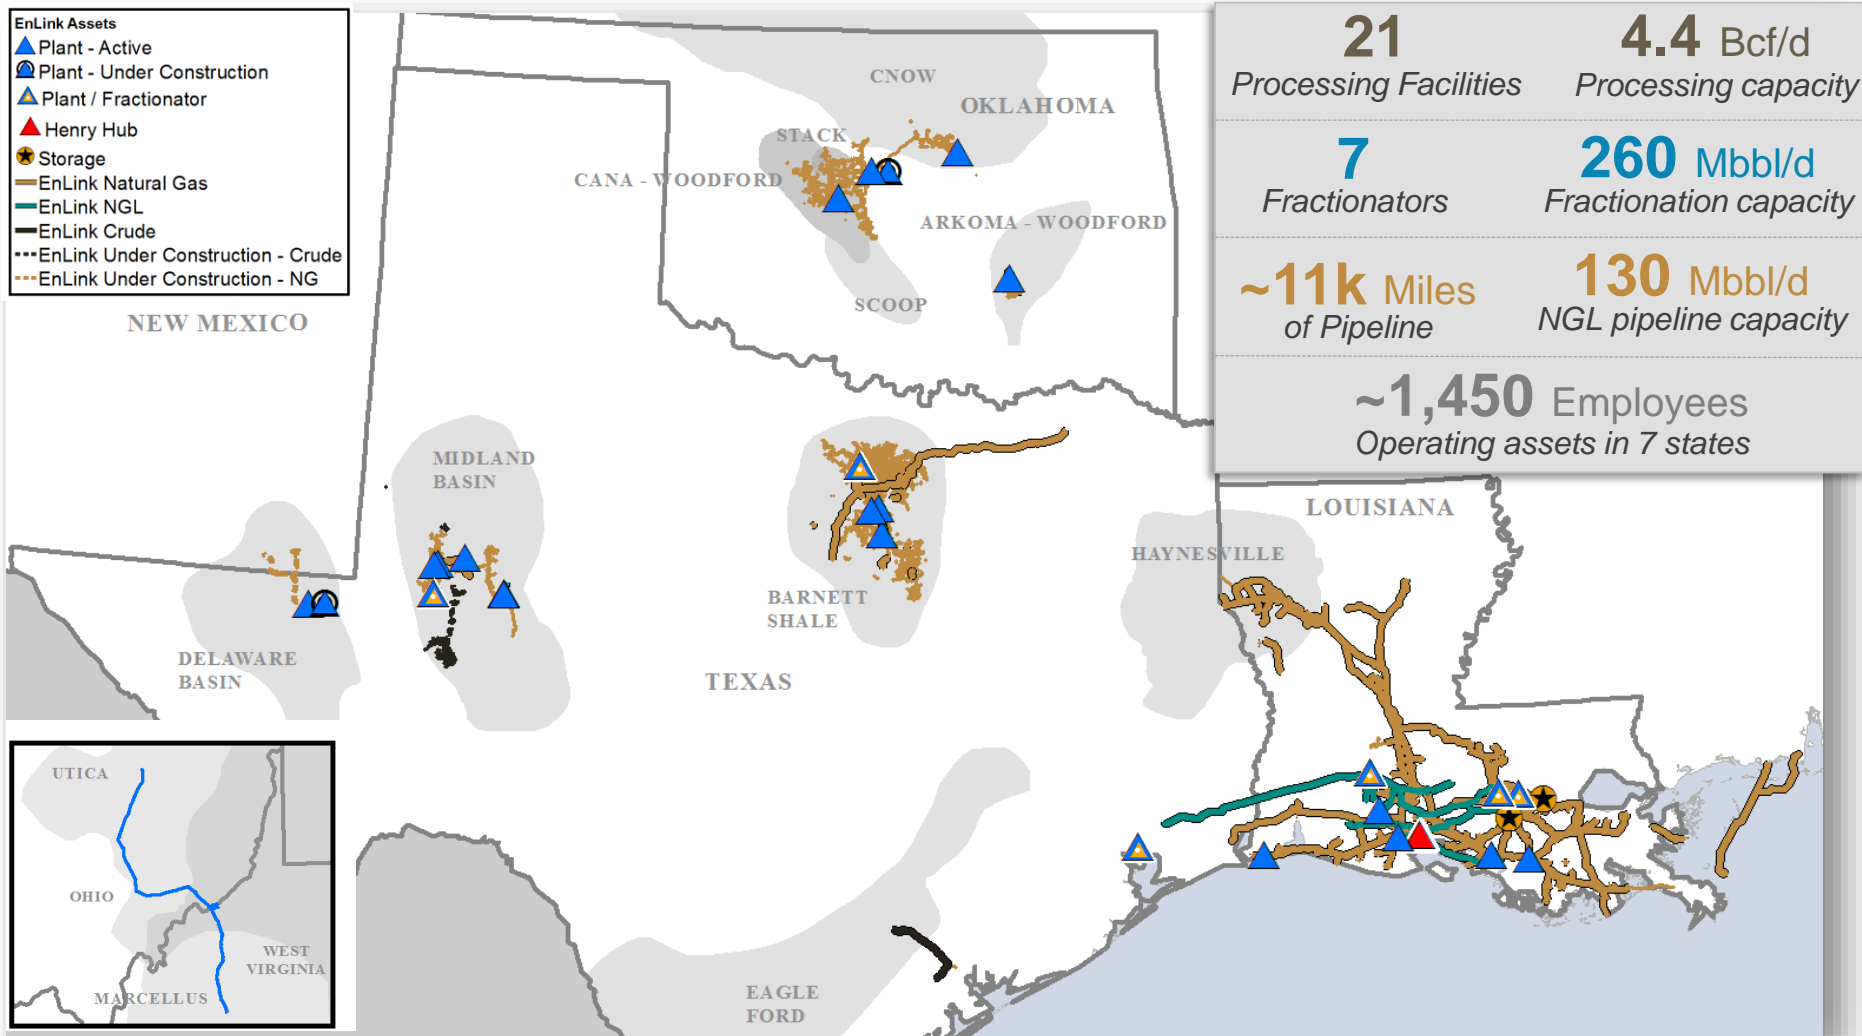 EnLink Assets
Plant - Active
Plant - Under Construction
Plant / Fractionator
Henry Hub
Storage
EnLink Natural Gas
EnLink NGL
EnLink Crude
EnLink Under Construction - Crude
EnLink Under Construction - NG
21
Processing Facilities
4.4 Bcf/d
Processing capacity
7
Fractionators
260 Mbbl/d
Fractionation capacity
~11k Miles
of Pipeline
130 Mbbl/d
NGL pipeline capacity
~1,450 Employees
Operating assets in 7 states
CNOW
OKLAHOMA
STACK
CANA - WOODFORD
ARKOMA - WOODFORD
SCOOP
NEW MEXICO
MIDLAND
BASIN
LOUISIANA
HAYNESVILLE
BARNETT
SHALE
DELAWARE
BASIN
TEXAS
EAGLE
FORD
UTICA
OHIO
WEST
VIRGINIA
MARCELLUS